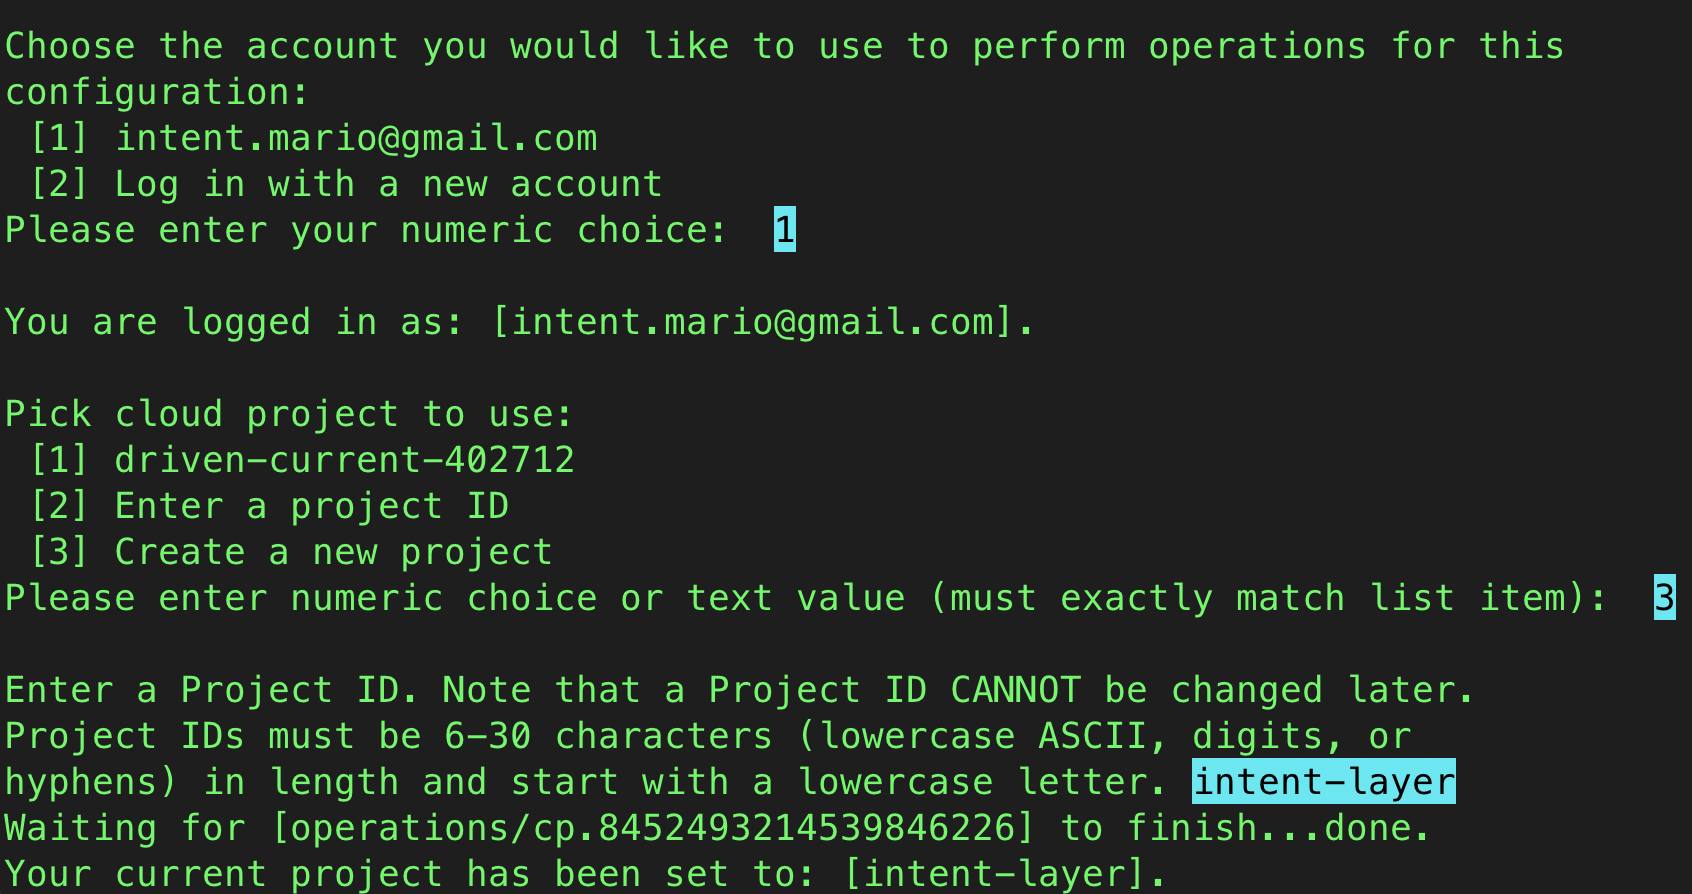 Choose the account you would like to use to perform operations for this
configuration:
[1] intent.mario@gmail.com
[2] Log in with a new account
Please enter your numeric choice: 1
You are logged in as: [intent.mario@gmail.com].
Pick cloud project to use:
[1] driven-current-402712
[2] Enter a project ID
[3] Create a new project
Please enter numeric choice or text value (must exactly match list item): 3
Enter a Project ID. Note that a Project ID CANNOT be changed later.
Project IDs must be 6-30 characters (lowercase ASCII, digits, or
hyphens) in length and start with a lowercase letter. intent-layer
Waiting for [operations/cp.8452493214539846226] to finish...done.
Your current project has been set to: [intent-layer].